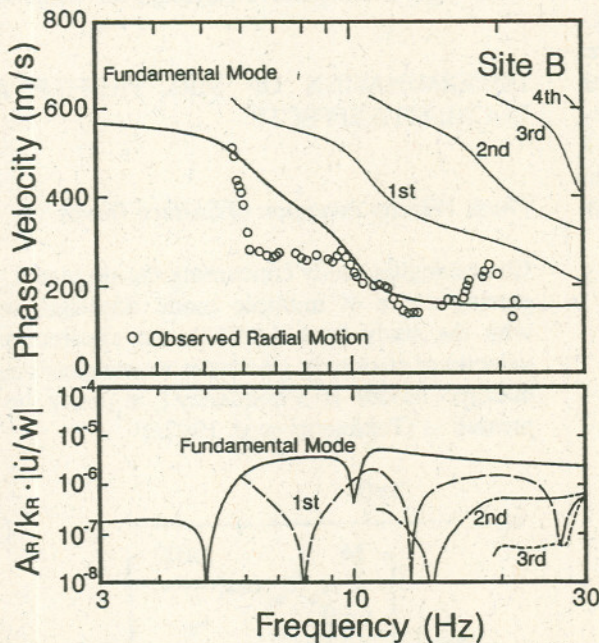 Site B
Fundamental Mode
4th
3rd
2nd
1st
Observed Radial Motion
Phase Velocity (m/s)
800
600
400
200
0
Fundamental Mode
1st
2nd
3rd
A_R/k_R·|u̇/ẇ|
10⁻⁴
10⁻⁵
10⁻⁶
10⁻⁷
10⁻⁸
3
10
30
Frequency (Hz)